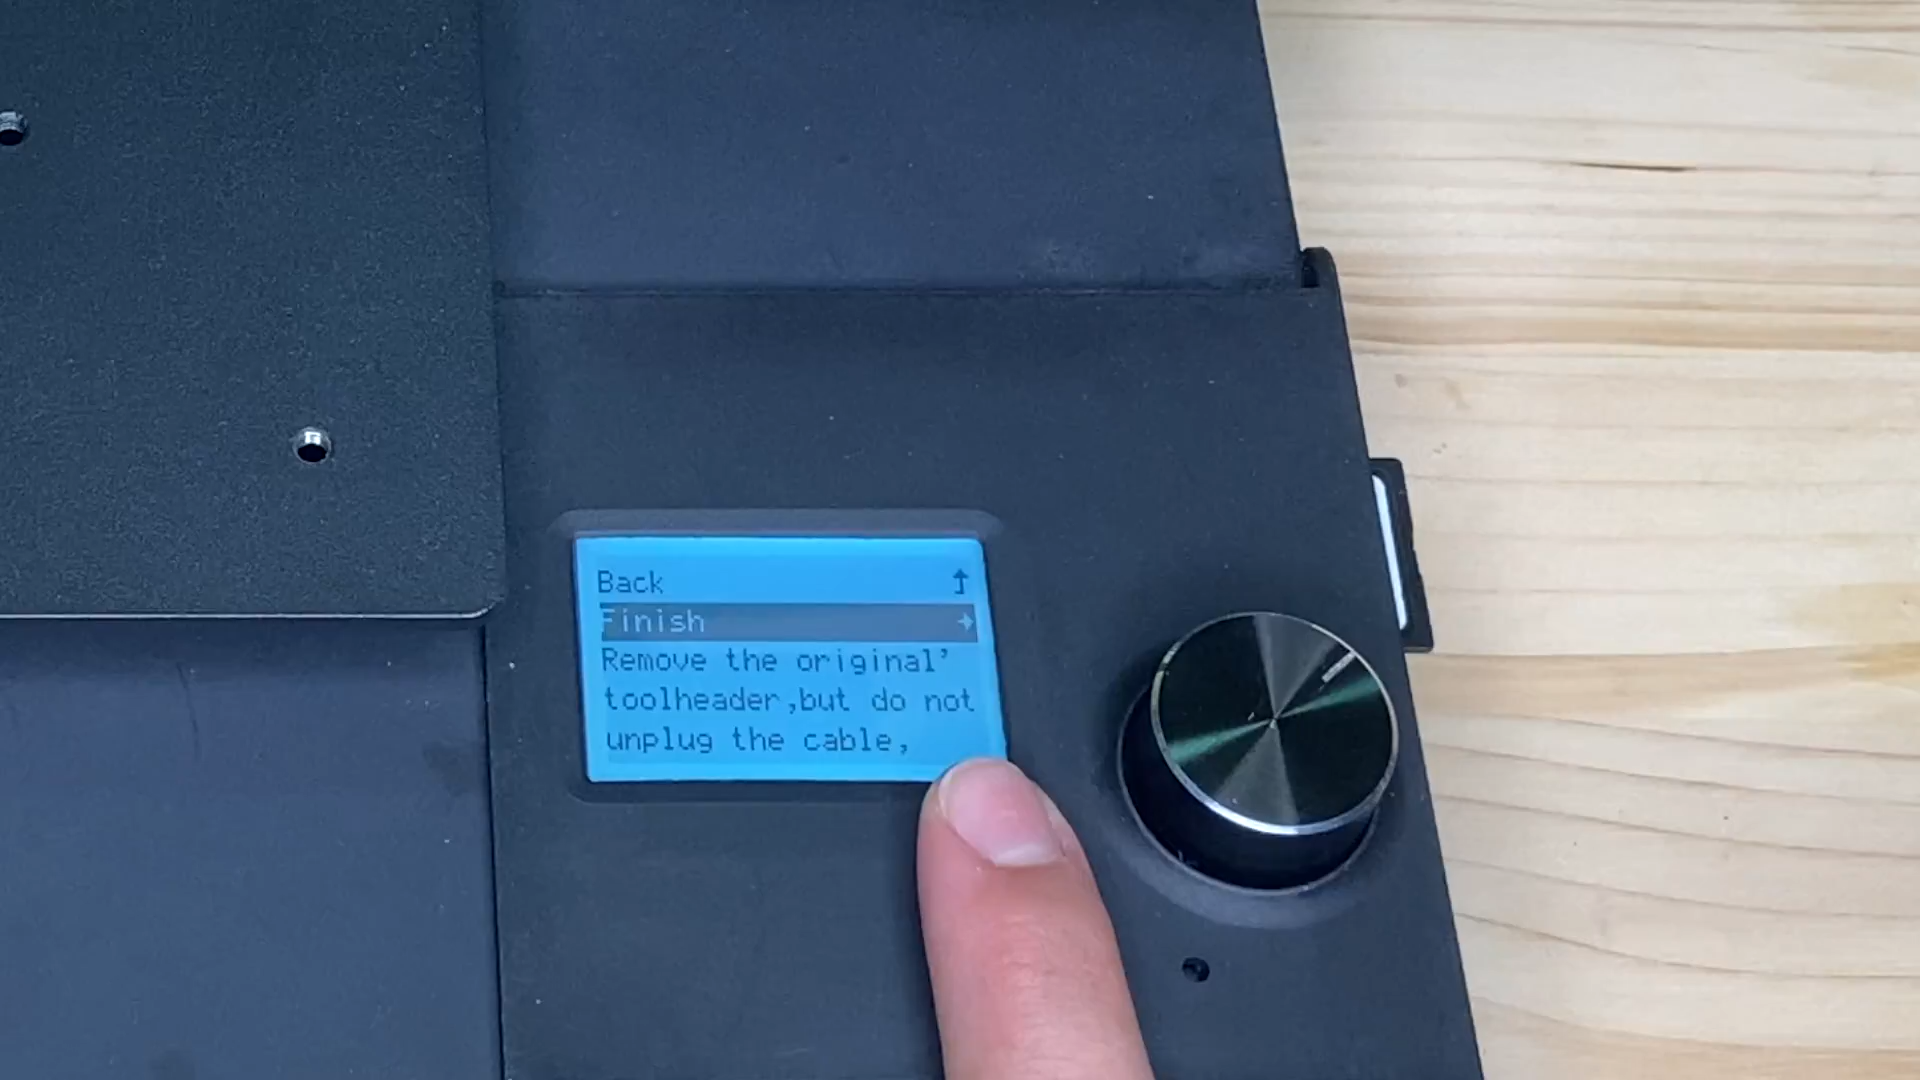 Back
Finish
Remove the original’
toolheader,but do not
unplug the cable,